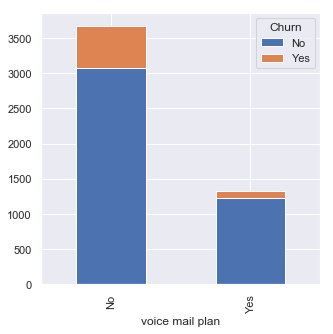 Churn
No
Yes
3500
3000
2500
2000
1500
1000
500
0
No
Yes
voice mail plan